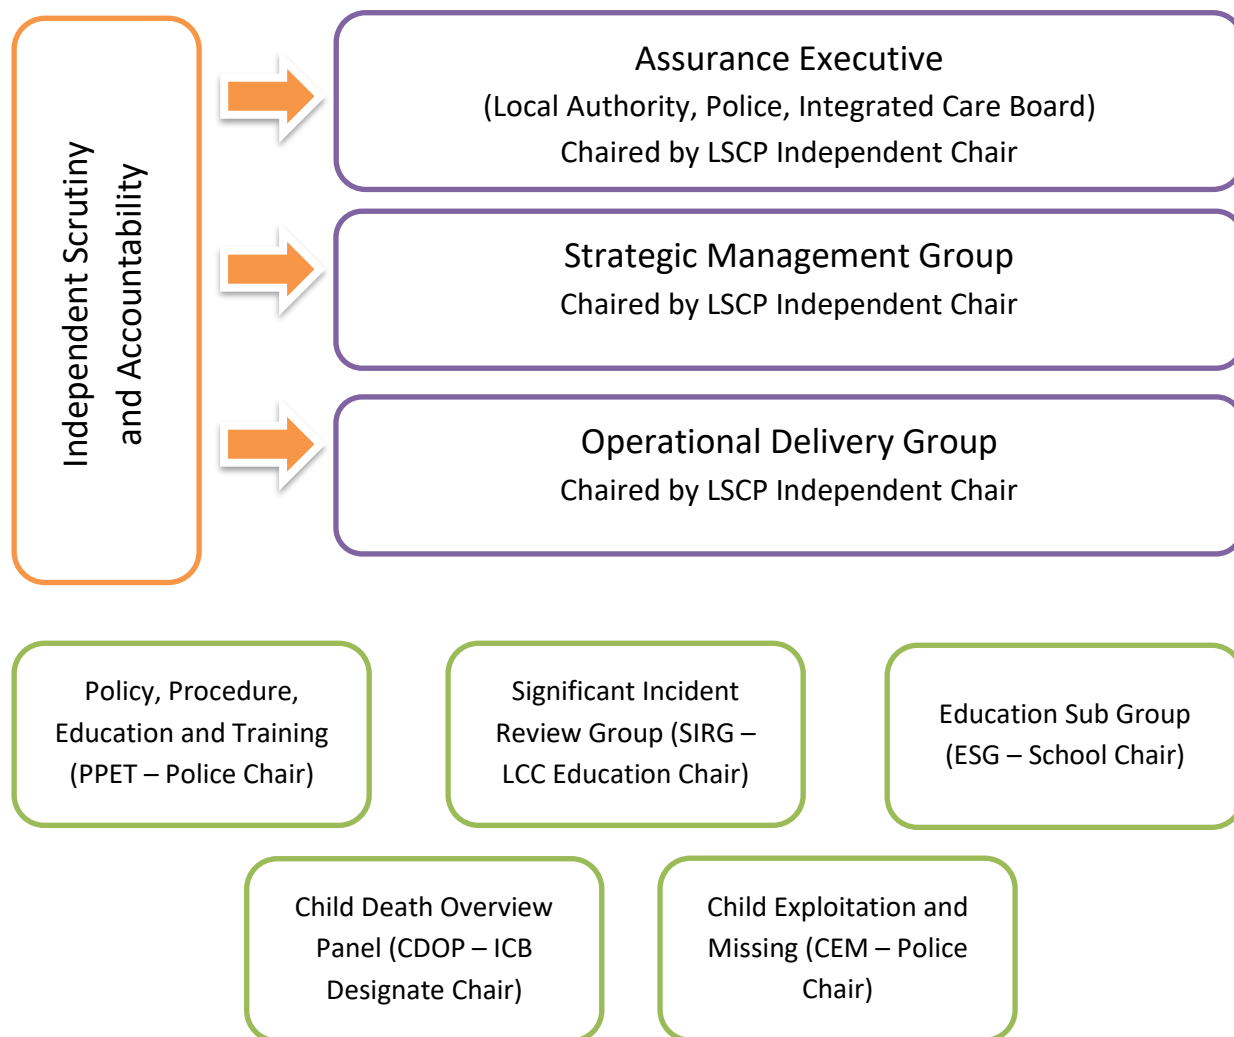 Independent Scrutiny
and Accountability
Assurance Executive
(Local Authority, Police, Integrated Care Board)
Chaired by LSCP Independent Chair
Strategic Management Group
Chaired by LSCP Independent Chair
Operational Delivery Group
Chaired by LSCP Independent Chair
Policy, Procedure,
Education and Training
(PPET – Police Chair)
Significant Incident
Review Group (SIRG –
LCC Education Chair)
Education Sub Group
(ESG – School Chair)
Child Death Overview
Panel (CDOP – ICB
Designate Chair)
Child Exploitation and
Missing (CEM – Police
Chair)